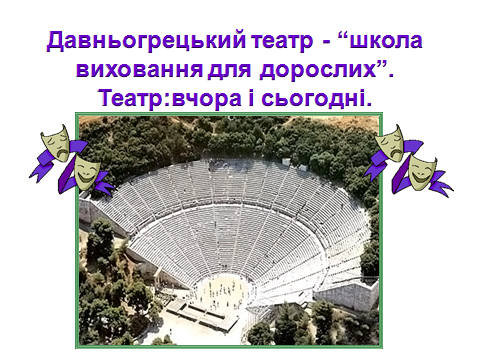 Давньогрецький театр - “школа
виховання для дорослих”.
Театр:вчора і сьогодні.